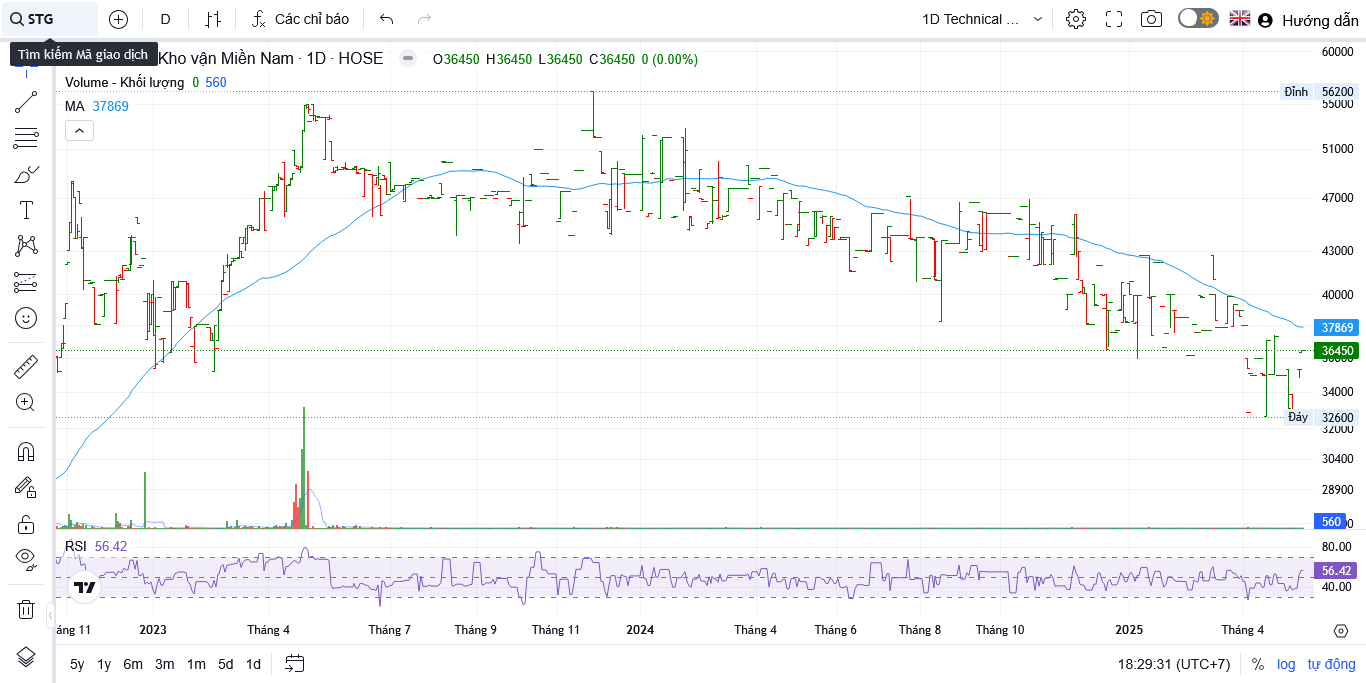 STG
D
Các chỉ báo
1D Technical ...
Hướng dẫn
Tìm kiếm Mã giao dịch
Kho vận Miền Nam · 1D · HOSE
O36450 H36450 L36450 C36450 0 (0.00%)
Volume - Khối lượng 0 560
MA 37869
60000
Đỉnh 56200
55000
51000
47000
43000
40000
37869
36450
36000
34000
Đáy 32600
32000
30400
28900
560
RSI 56.42
80.00
56.42
40.00
áng 11 2023 Tháng 4 Tháng 7 Tháng 9 Tháng 11 2024 Tháng 4 Tháng 6 Tháng 8 Tháng 10 2025 Tháng 4
5y 1y 6m 3m 1m 5d 1d
18:29:31 (UTC+7) % log tự động